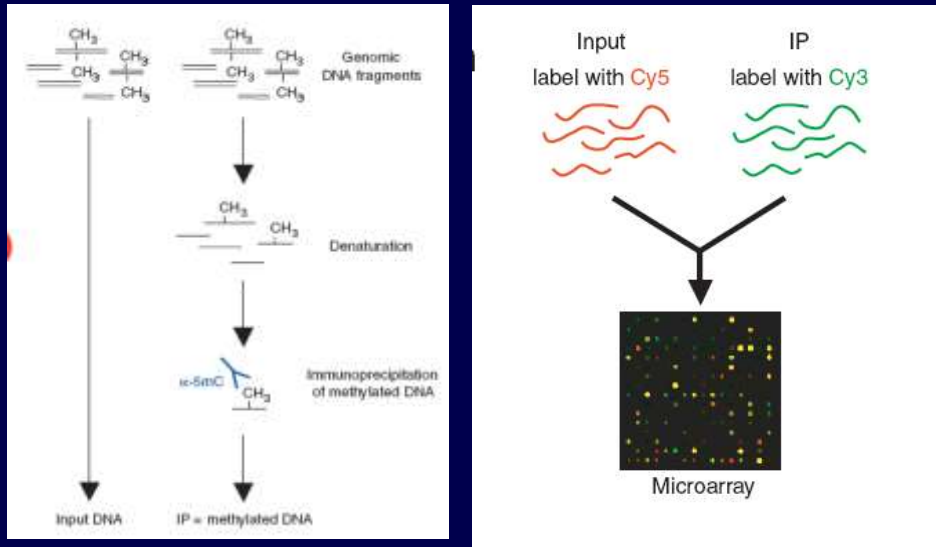 CH3
CH3
CH3
CH3
CH3
CH3
CH3
CH3
Genomic
DNA fragments
CH3
CH3
Denaturation
α-5mC
CH3
Immunoprecipitation
of methylated DNA
Input DNA
IP = methylated DNA
Input
label with Cy5
IP
label with Cy3
Microarray